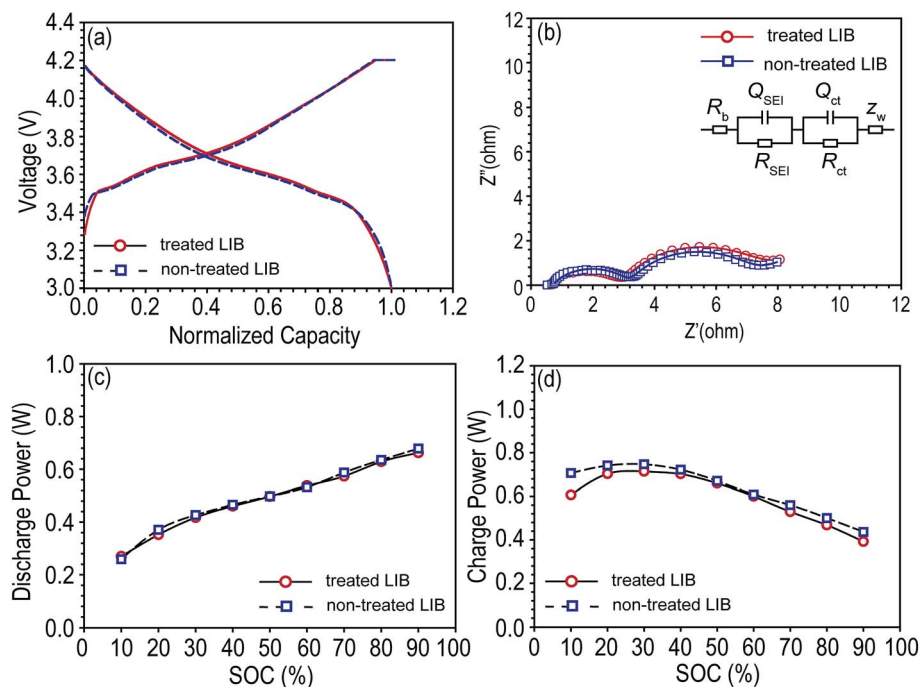 (a)
4.2
4.0
3.8
3.6
3.4
3.2
3.0
Voltage (V)
treated LIB
non-treated LIB
0.0 0.2 0.4 0.6 0.8 1.0 1.2
Normalized Capacity
(b)
12
10
8
6
4
2
0
Z''(ohm)
treated LIB
non-treated LIB
Q_SEI Q_ct
R_b z_w
R_SEI R_ct
0 2 4 6 8 10 12
Z'(ohm)
(c)
1.0
0.8
0.6
0.4
0.2
0.0
Discharge Power (W)
treated LIB
non-treated LIB
0 10 20 30 40 50 60 70 80 90 100
SOC (%)
(d)
1.2
1.0
0.8
0.6
0.4
0.2
0.0
Charge Power (W)
treated LIB
non-treated LIB
0 10 20 30 40 50 60 70 80 90 100
SOC (%)